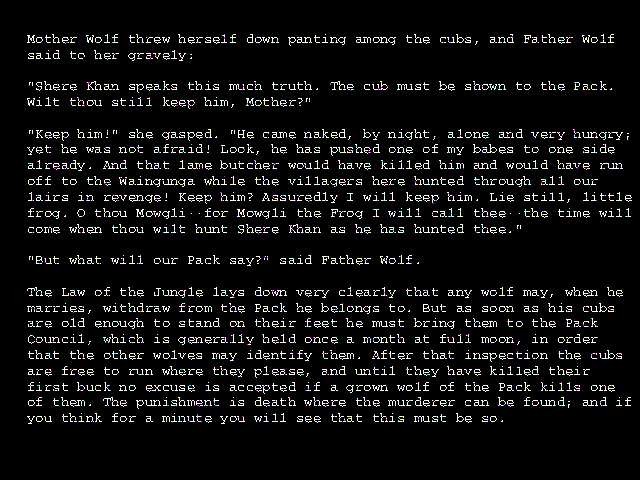 Mother Wolf threw herself down panting among the cubs, and Father Wolf
said to her gravely:
"Shere Khan speaks this much truth. The cub must be shown to the Pack.
Wilt thou still keep him, Mother?"
"Keep him!" she gasped. "He came naked, by night, alone and very hungry;
yet he was not afraid! Look, he has pushed one of my babes to one side
already. And that lame butcher would have killed him and would have run
off to the Waingunga while the villagers here hunted through all our
lairs in revenge! Keep him? Assuredly I will keep him. Lie still, little
frog. O thou Mowgli--for Mowgli the Frog I will call thee--the time will
come when thou wilt hunt Shere Khan as he has hunted thee."
"But what will our Pack say?" said Father Wolf.
The Law of the Jungle lays down very clearly that any wolf may, when he
marries, withdraw from the Pack he belongs to. But as soon as his cubs
are old enough to stand on their feet he must bring them to the Pack
Council, which is generally held once a month at full moon, in order
that the other wolves may identify them. After that inspection the cubs
are free to run where they please, and until they have killed their
first buck no excuse is accepted if a grown wolf of the Pack kills one
of them. The punishment is death where the murderer can be found; and if
you think for a minute you will see that this must be so.